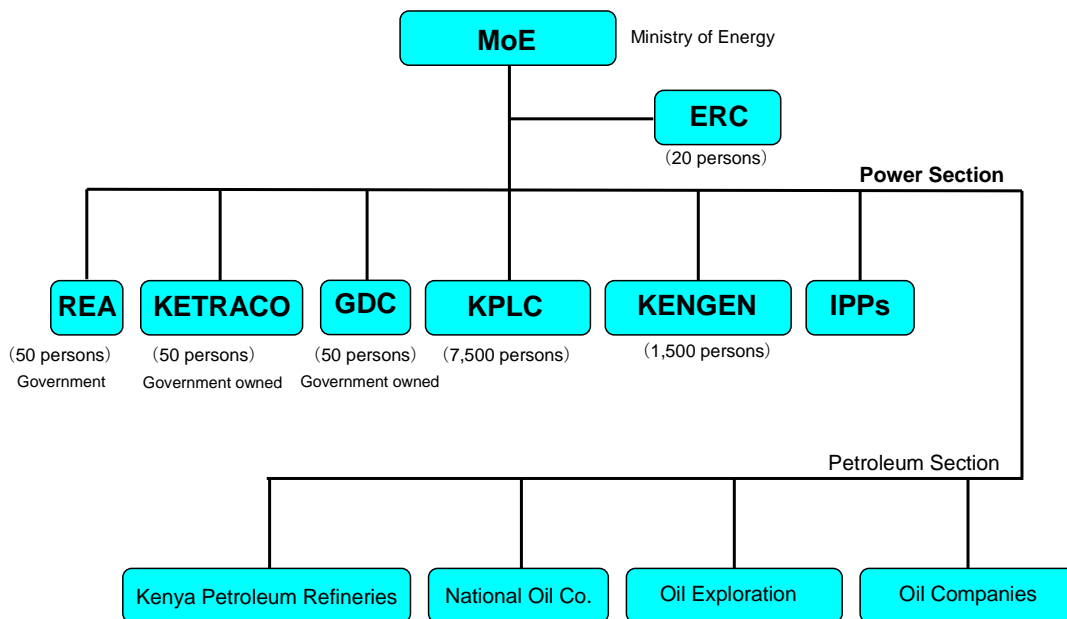 MoE
Ministry of Energy
ERC
(20 persons)
Power Section
REA
KETRACO
GDC
KPLC
KENGEN
IPPs
(50 persons)
(50 persons)
(50 persons)
(7,500 persons)
(1,500 persons)
Government
Government owned
Government owned
Petroleum Section
Kenya Petroleum Refineries
National Oil Co.
Oil Exploration
Oil Companies